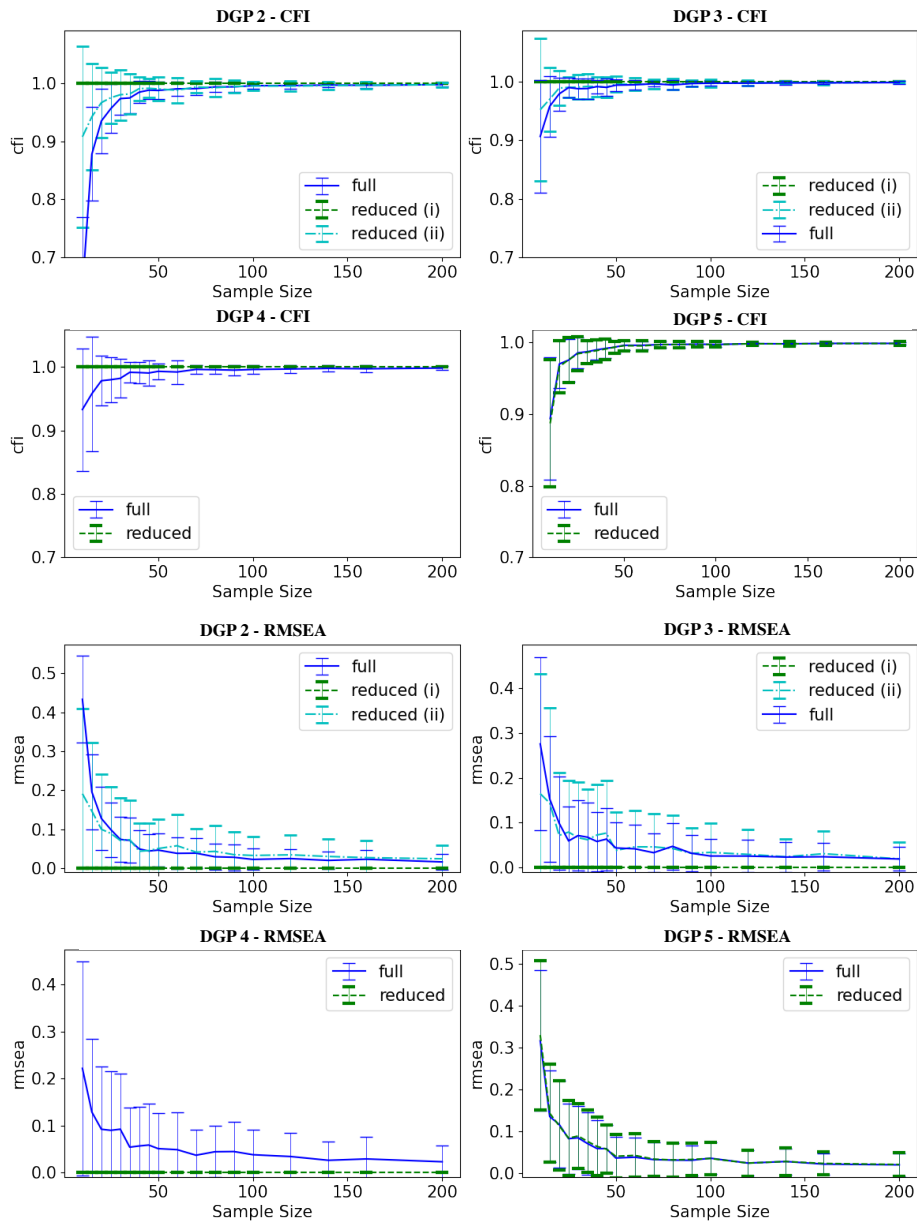 DGP 2 - CFI
1.0
0.9
0.8
0.7
cfi
full
reduced (i)
reduced (ii)
50 100 150 200
Sample Size
DGP 3 - CFI
1.0
0.9
0.8
0.7
cfi
reduced (i)
reduced (ii)
full
50 100 150 200
Sample Size
DGP 4 - CFI
1.0
0.9
0.8
0.7
cfi
full
reduced
50 100 150 200
Sample Size
DGP 5 - CFI
1.0
0.9
0.8
0.7
cfi
full
reduced
50 100 150 200
Sample Size
DGP 2 - RMSEA
0.5
0.4
0.3
0.2
0.1
0.0
rmsea
full
reduced (i)
reduced (ii)
50 100 150 200
Sample Size
DGP 3 - RMSEA
0.4
0.3
0.2
0.1
0.0
rmsea
reduced (i)
reduced (ii)
full
50 100 150 200
Sample Size
DGP 4 - RMSEA
0.4
0.3
0.2
0.1
0.0
rmsea
full
reduced
50 100 150 200
Sample Size
DGP 5 - RMSEA
0.5
0.4
0.3
0.2
0.1
0.0
rmsea
full
reduced
50 100 150 200
Sample Size